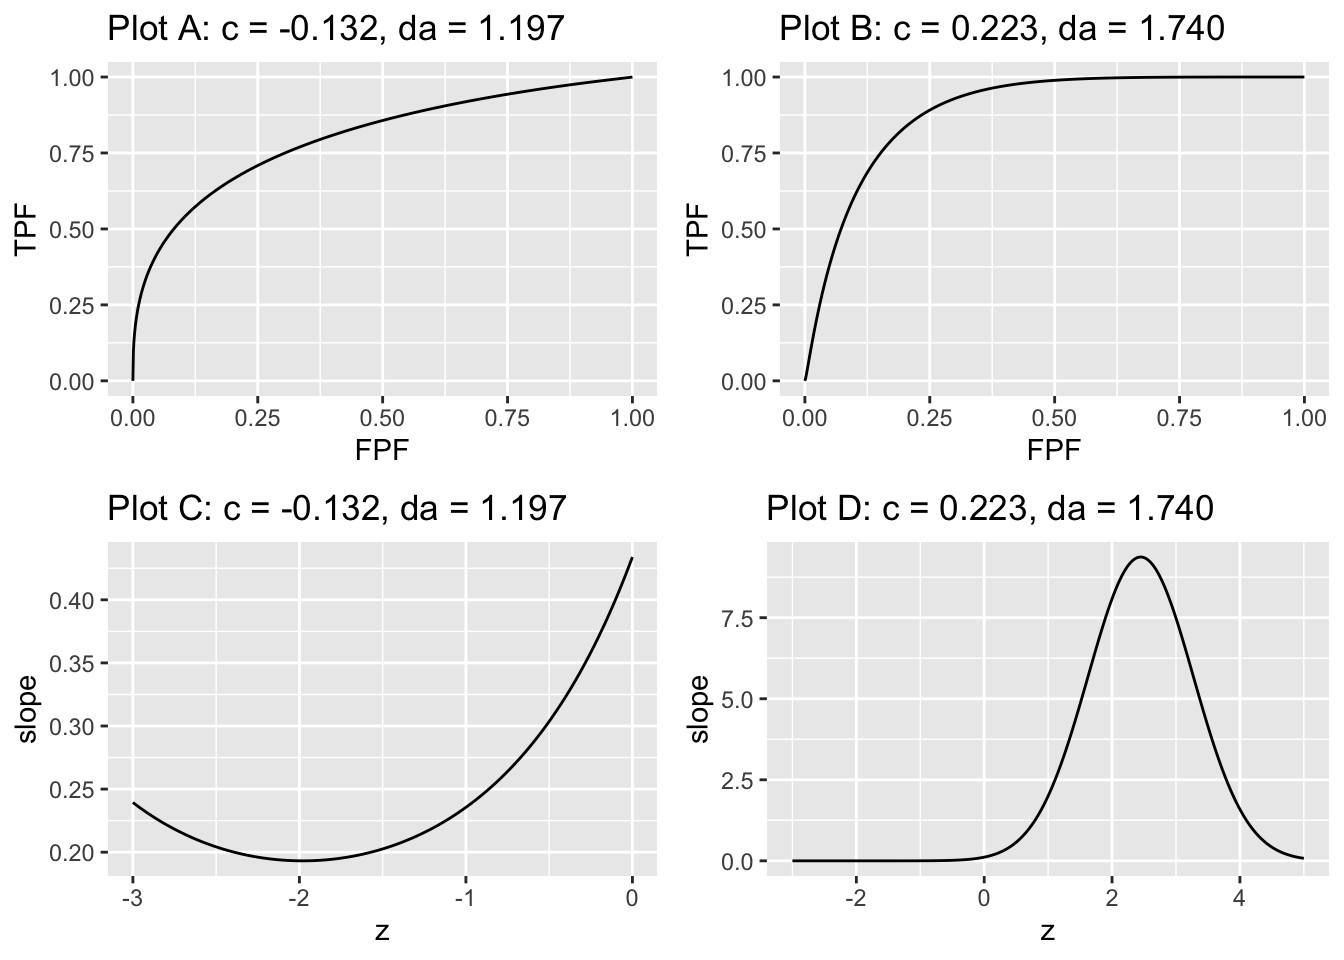 Plot A: c = -0.132, da = 1.197
1.00
0.75
0.50
0.25
0.00
TPF
0.00 0.25 0.50 0.75 1.00
FPF
Plot B: c = 0.223, da = 1.740
1.00
0.75
0.50
0.25
0.00
TPF
0.00 0.25 0.50 0.75 1.00
FPF
Plot C: c = -0.132, da = 1.197
0.40
0.35
0.30
0.25
0.20
slope
-3 -2 -1 0
z
Plot D: c = 0.223, da = 1.740
7.5
5.0
2.5
0.0
slope
-2 0 2 4
z